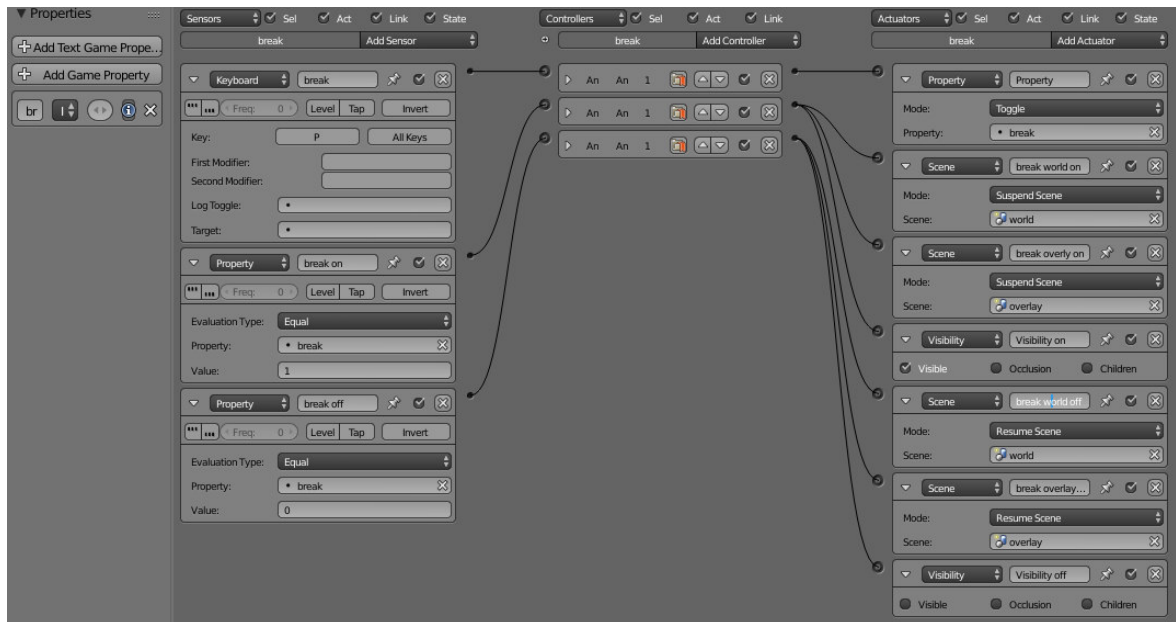 Properties
Add Text Game Prope...
Add Game Property
br
Sensors Sel Act Link State
break Add Sensor
Keyboard break
Freq: 0 Level Tap Invert
Key: P All Keys
First Modifier:
Second Modifier:
Log Toggle:
Target:
Property break on
Freq: 0 Level Tap Invert
Evaluation Type: Equal
Property: break
Value: 1
Property break off
Freq: 0 Level Tap Invert
Evaluation Type: Equal
Property: break
Value: 0
Controllers Sel Act Link
break Add Controller
An An 1
An An 1
An An 1
Actuators Sel Act Link State
break Add Actuator
Property Property
Mode: Toggle
Property: break
Scene break world on
Mode: Suspend Scene
Scene: world
Scene break overly on
Mode: Suspend Scene
Scene: overlay
Visibility Visibility on
Visible Occlusion Children
Scene break world off
Mode: Resume Scene
Scene: world
Scene break overlay...
Mode: Resume Scene
Scene: overlay
Visibility Visibility off
Visible Occlusion Children